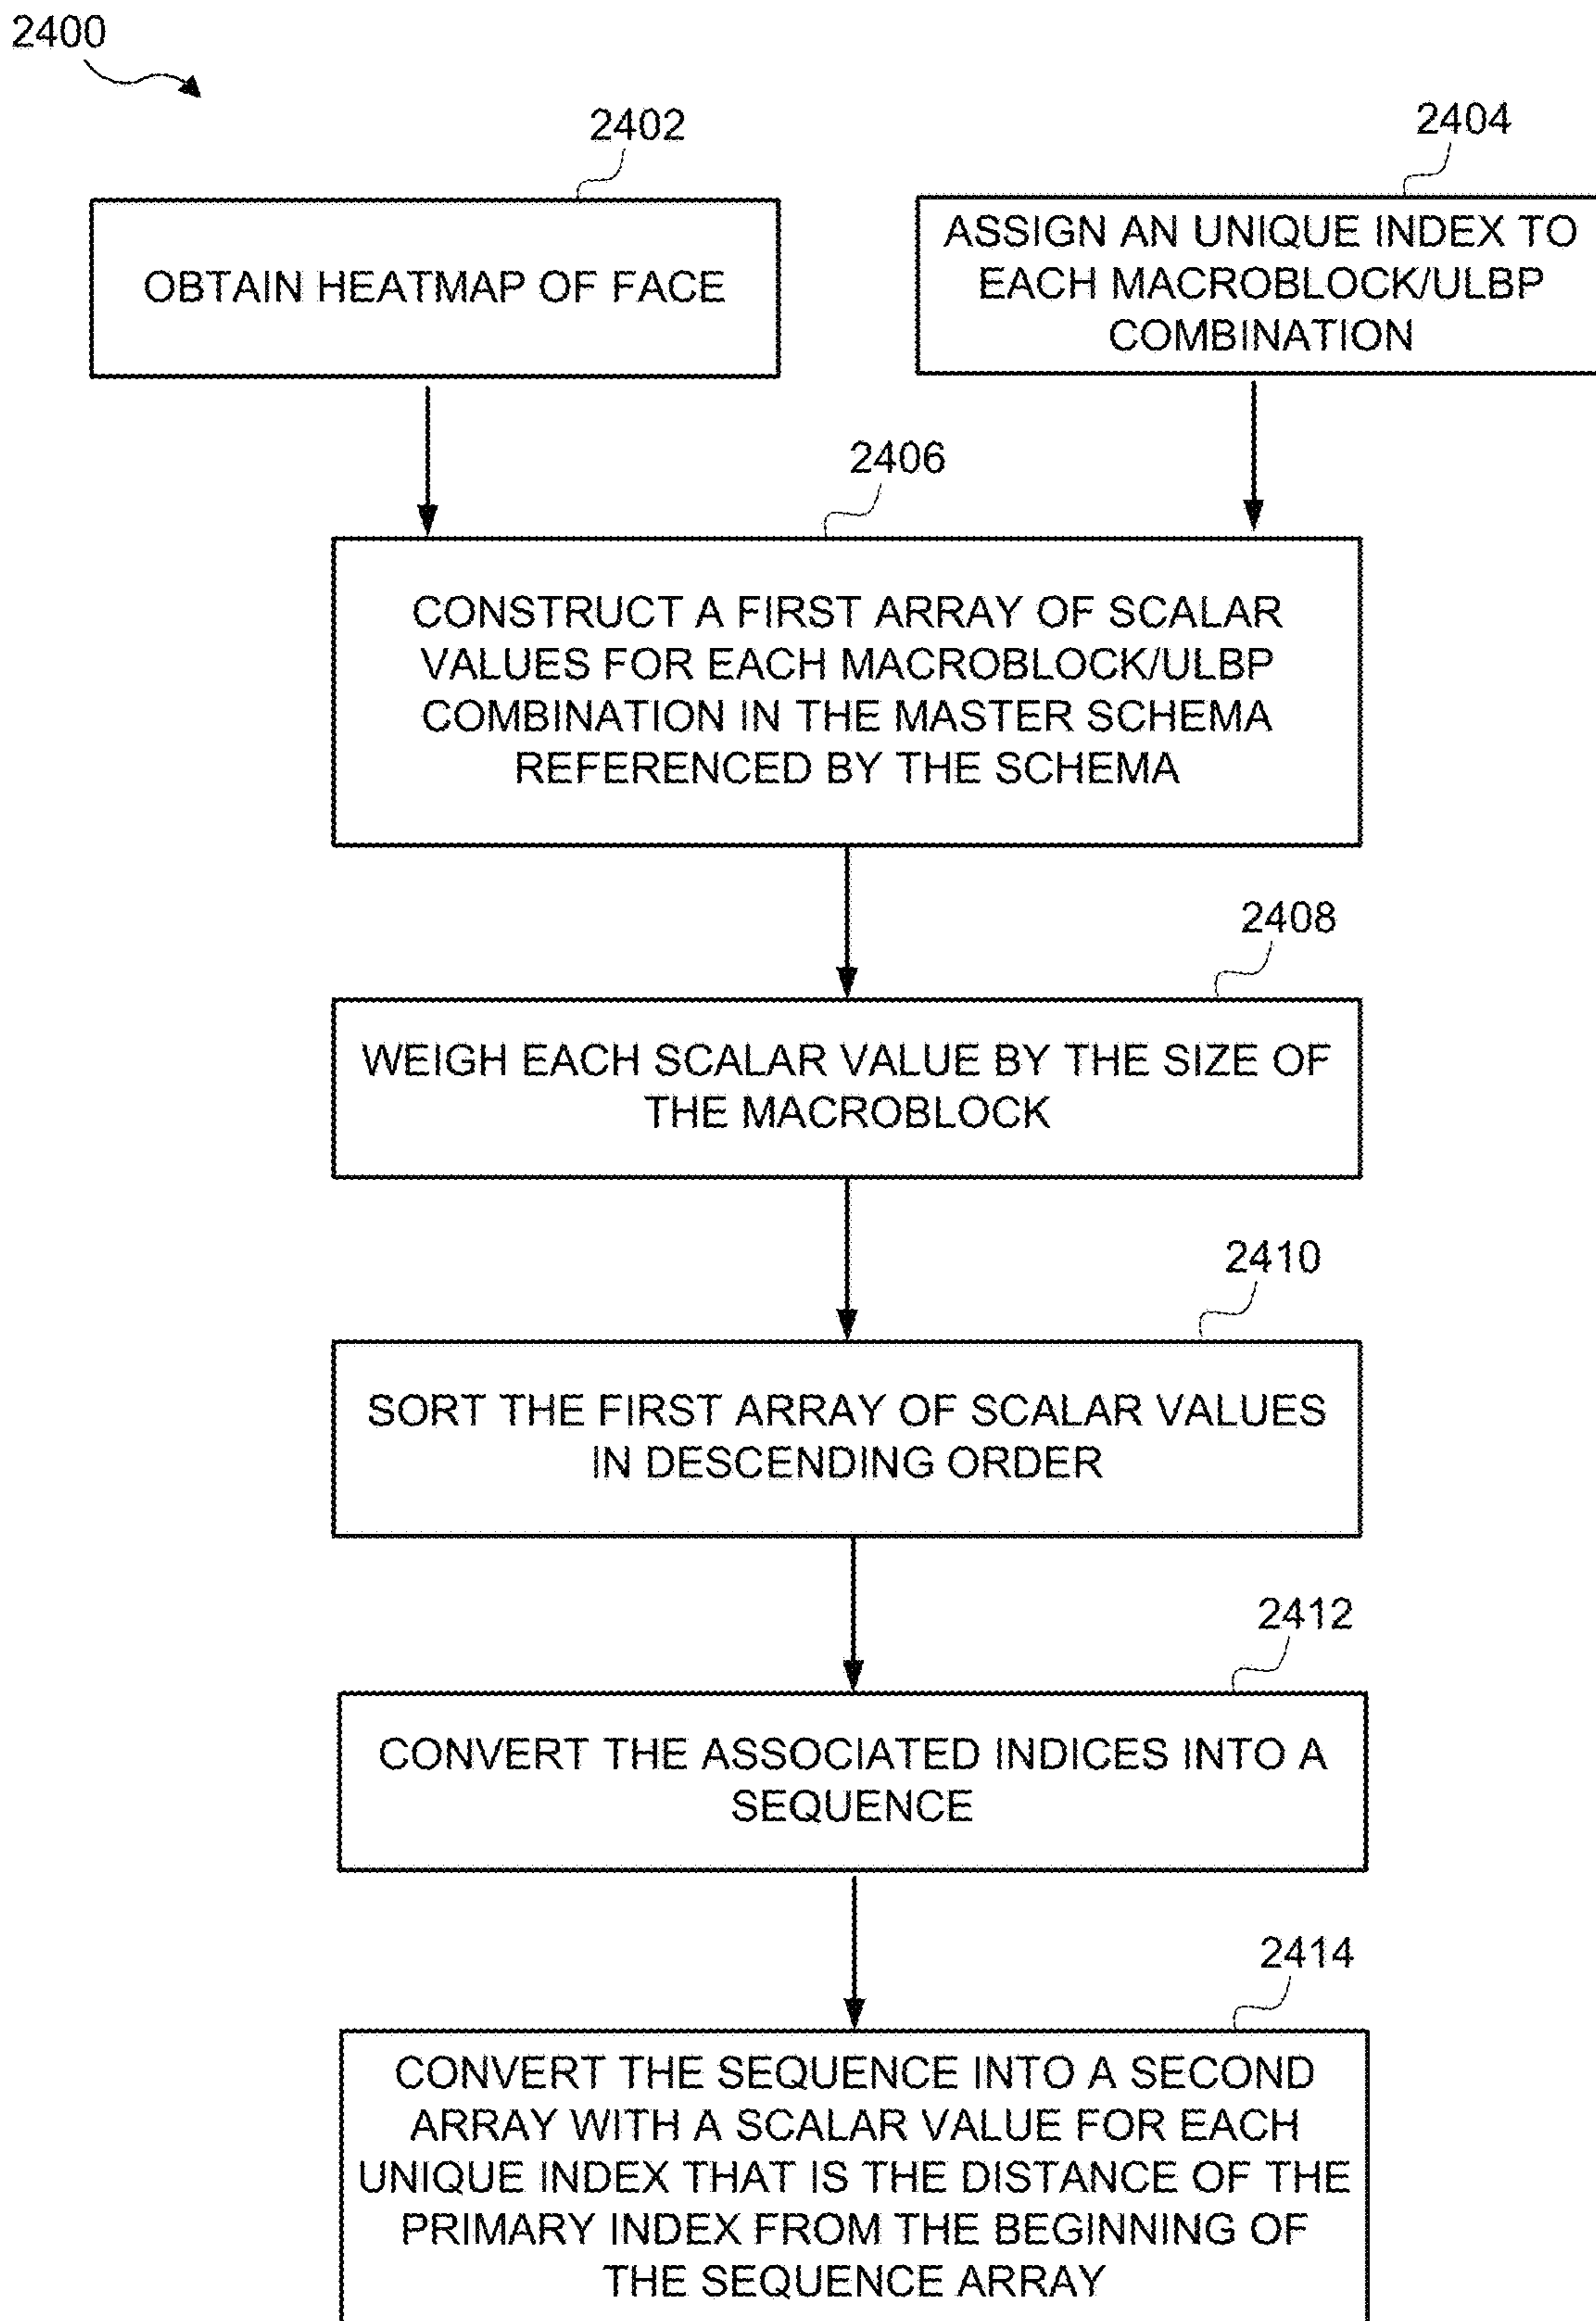 2400
2402
OBTAIN HEATMAP OF FACE
2404
ASSIGN AN UNIQUE INDEX TO
EACH MACROBLOCK/ULBP
COMBINATION
2406
CONSTRUCT A FIRST ARRAY OF SCALAR
VALUES FOR EACH MACROBLOCK/ULBP
COMBINATION IN THE MASTER SCHEMA
REFERENCED BY THE SCHEMA
2408
WEIGH EACH SCALAR VALUE BY THE SIZE OF
THE MACROBLOCK
2410
SORT THE FIRST ARRAY OF SCALAR VALUES
IN DESCENDING ORDER
2412
CONVERT THE ASSOCIATED INDICES INTO A
SEQUENCE
2414
CONVERT THE SEQUENCE INTO A SECOND
ARRAY WITH A SCALAR VALUE FOR EACH
UNIQUE INDEX THAT IS THE DISTANCE OF THE
PRIMARY INDEX FROM THE BEGINNING OF
THE SEQUENCE ARRAY